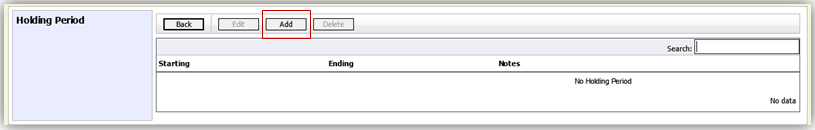 Holding Period
Back Edit Add Delete
Search:
Starting Ending Notes
No Holding Period
No data